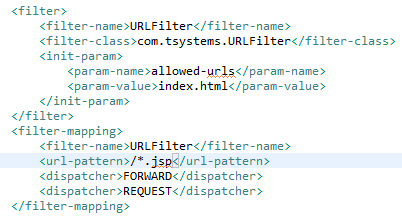 <filter>
<filter-name>URLFilter</filter-name>
<filter-class>com.tsystems.URLFilter</filter-class>
<init-param>
<param-name>allowed-urls</param-name>
<param-value>index.html</param-value>
</init-param>
</filter>
<filter-mapping>
<filter-name>URLFilter</filter-name>
<url-pattern>/*.jsp</url-pattern>
<dispatcher>FORWARD</dispatcher>
<dispatcher>REQUEST</dispatcher>
</filter-mapping>